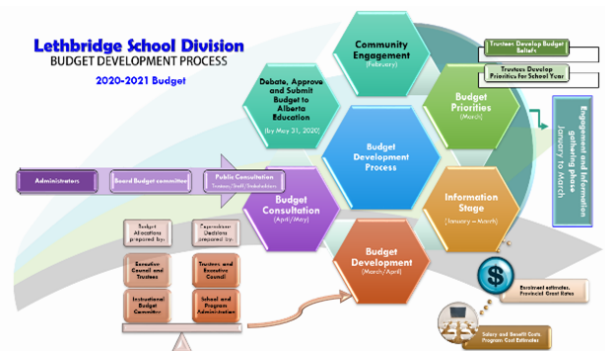 Lethbridge School Division
BUDGET DEVELOPMENT PROCESS
2020-2021 Budget
Community
Engagement
(February)
Trustees Develop Budget
Beliefs
Trustees Develop
Priorities for School Year
Debate, Approve
and Submit
Budget to
Alberta
Education
(by May 31, 2020)
Budget
Priorities
(March)
Engagement and Information
gathering phase
January to March
Budget
Development
Process
Administrators
Board Budget committee
Public Consultation
Trustees/Staff/Stakeholders
Budget
Consultation
(April/May)
Information
Stage
(January – March)
Budget
Allocations
prepared by:
Expenditure
Decisions
prepared by:
Budget
Development
(March/April)
Executive
Council and
Trustees
Trustees and
Executive
Council
Instructional
Budget
Committee
School and
Program
Administration
$
Enrolment estimates,
Provincial Grant Rates
Salary and Benefit Costs
Program Cost Estimates